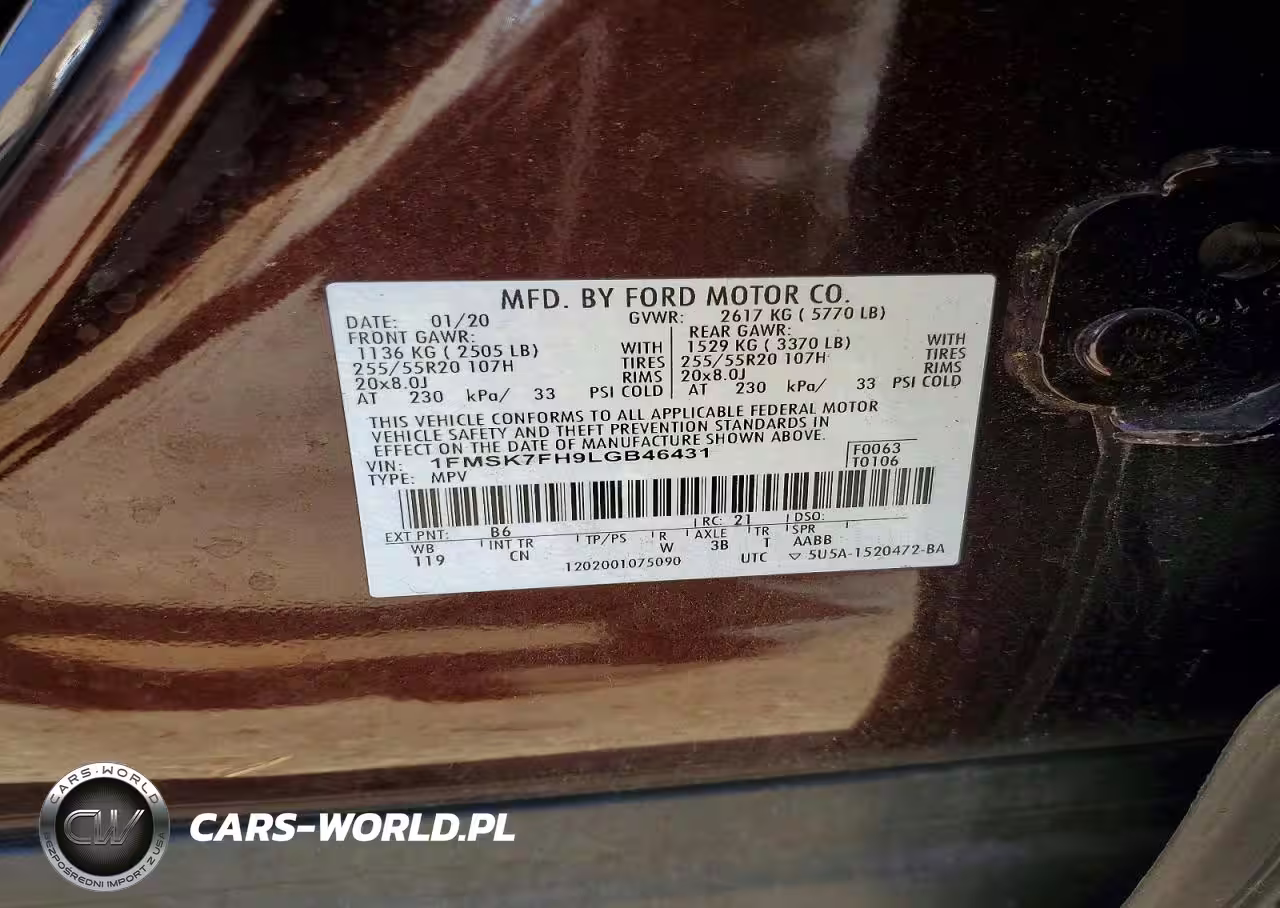 MFD. BY FORD MOTOR CO.
DATE: 01/20 GVWR: 2617 KG ( 5770 LB)
FRONT GAWR: REAR GAWR:
1136 KG ( 2505 LB) WITH 1529 KG ( 3370 LB) WITH
255/55R20 107H TIRES 255/55R20 107H TIRES
20x8.0J RIMS 20x8.0J RIMS
AT 230 kPa/ 33 PSI COLD AT 230 kPa/ 33 PSI COLD
THIS VEHICLE CONFORMS TO ALL APPLICABLE FEDERAL MOTOR
VEHICLE SAFETY AND THEFT PREVENTION STANDARDS IN
EFFECT ON THE DATE OF MANUFACTURE SHOWN ABOVE.
VIN: 1FMSK7FH9LGB46431 F0063
TYPE: MPV T0106
EXT PNT: B6 RC: 21 DSO:
WB INT TR TP/PS R AXLE TR SPR
119 CN W 3B T AABB
1202001075090 UTC ▽ 5U5A-1520472-BA
CARS-WORLD
CW
BEZPOŚREDNI IMPORT Z USA
CARS-WORLD.PL